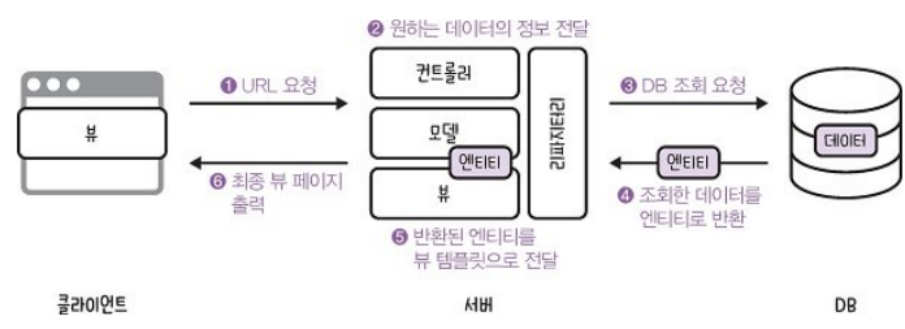 ❷ 원하는 데이터의 정보 전달
❶ URL 요청
컨트롤러
❸ DB 조회 요청
뷰
모델
엔티티
리파지터리
엔티티
데이터
❻ 최종 뷰 페이지
출력
뷰
❹ 조회한 데이터를
엔티티로 반환
❺ 반환된 엔티티를
뷰 템플릿으로 전달
클라이언트
서버
DB